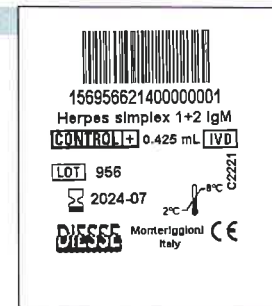 156956621400000001
Herpes simplex 1+2 IgM
CONTROL + 0.425 mL IVD
LOT 956
2024-07
2°C 8°C
C2221
DIESSE Monteriggioni Italy CE